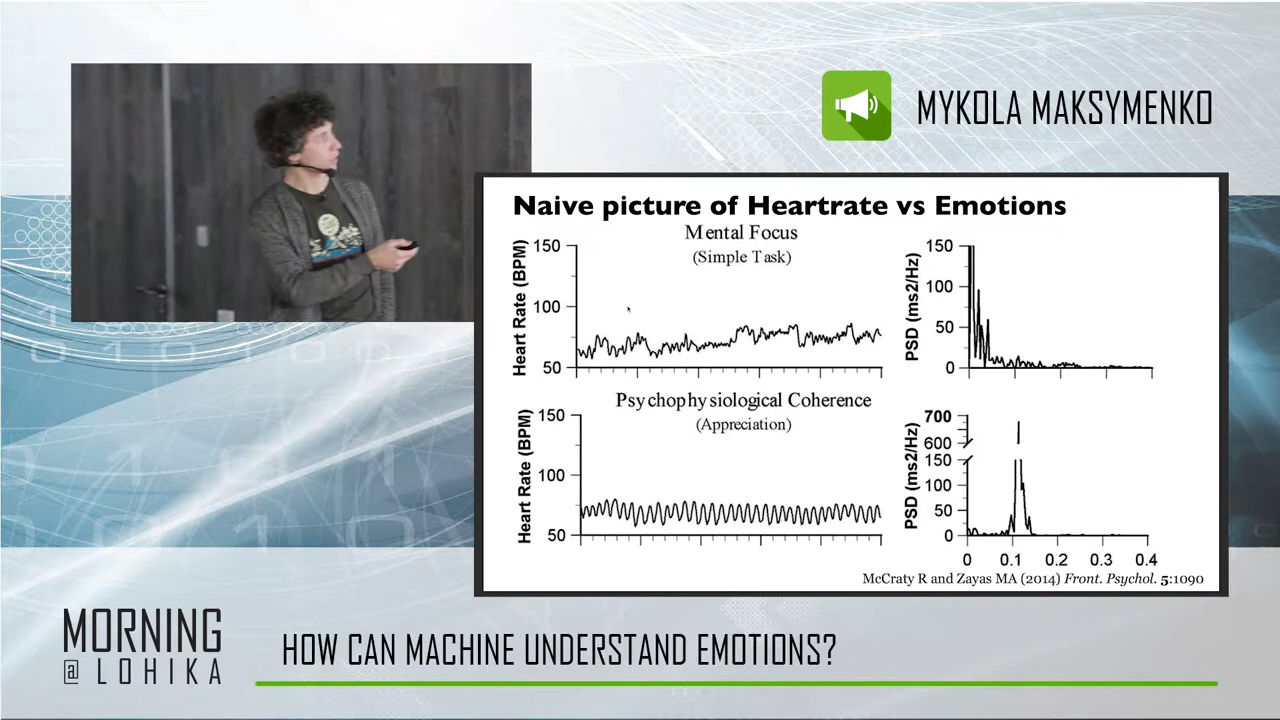 MYKOLA MAKSYMENKO
Naive picture of Heartrate vs Emotions
Mental Focus
(Simple Task)
Heart Rate (BPM)
150
100
50
PSD (ms2/Hz)
150
100
50
0
Psychophysiological Coherence
(Appreciation)
Heart Rate (BPM)
150
100
50
PSD (ms2/Hz)
700
600
150
100
50
0
0 0.1 0.2 0.3 0.4
McCraty R and Zayas MA (2014) Front. Psychol. 5:1090
MORNING
@ LOHIKA
HOW CAN MACHINE UNDERSTAND EMOTIONS?